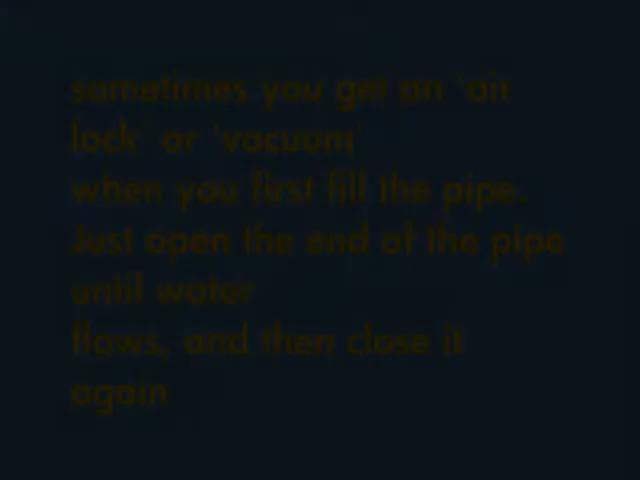 sometimes you get an 'air
lock' or 'vacuum'
when you first fill the pipe.
Just open the end of the pipe
until water
flows, and then close it
again